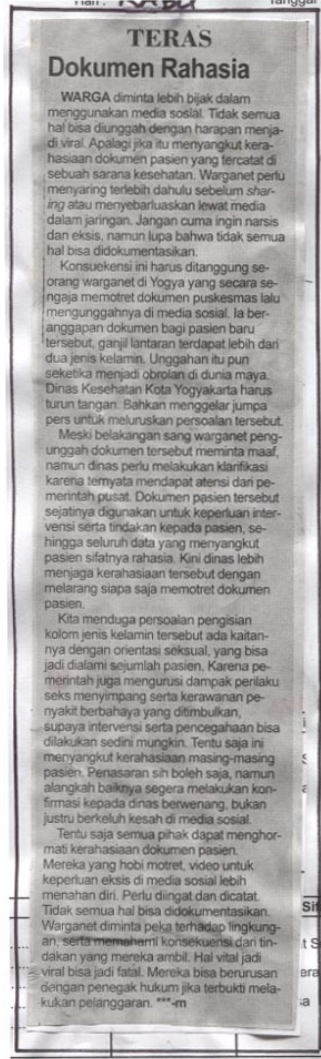 TERAS
Dokumen Rahasia
WARGA diminta lebih bijak dalam
menggunakan media sosial. Tidak semua
hal bisa diunggah dengan harapan menja-
di viral. Apalagi jika itu menyangkut kera-
hasiaan dokumen pasien yang tercatat di
sebuah sarana kesehatan. Warganet perlu
menyaring terlebih dahulu sebelum shar-
ing atau menyebarluaskan lewat media
dalam jaringan. Jangan cuma ingin narsis
dan eksis, namun lupa bahwa tidak semua
hal bisa didokumentasikan.
Konsuekensi ini harus ditanggung se-
orang warganet di Yogya yang secara se-
ngaja memotret dokumen puskesmas lalu
mengunggahnya di media sosial. Ia ber-
anggapan dokumen bagi pasien baru
tersebut, ganjil lantaran terdapat lebih dari
dua jenis kelamin. Unggahan itu pun
seketika menjadi obrolan di dunia maya.
Dinas Kesehatan Kota Yogyakarta harus
turun tangan. Bahkan menggelar jumpa
pers untuk meluruskan persoalan tersebut.
Meski belakangan sang warganet peng-
unggah dokumen tersebut meminta maaf,
namun dinas perlu melakukan klarifikasi
karena ternyata mendapat atensi dari pe-
merintah pusat. Dokumen pasien tersebut
sejatinya digunakan untuk keperluan inter-
vensi serta tindakan kepada pasien, se-
hingga seluruh data yang menyangkut
pasien sifatnya rahasia. Kini dinas lebih
menjaga kerahasiaan tersebut dengan
melarang siapa saja memotret dokumen
pasien.
Kita menduga persoalan pengisian
kolom jenis kelamin tersebut ada kaitan-
nya dengan orientasi seksual, yang bisa
jadi dialami sejumlah pasien. Karena pe-
merintah juga mengurusi dampak perilaku
seks menyimpang serta kerawanan pe-
nyakit berbahaya yang ditimbulkan,
supaya intervensi serta pencegahaan bisa
dilakukan sedini mungkin. Tentu saja ini
menyangkut kerahasiaan masing-masing
pasien. Penasaran sih boleh saja, namun
alangkah baiknya segera melakukan kon-
firmasi kepada dinas berwenang, bukan
justru berkeluh kesah di media sosial.
Tentu saja semua pihak dapat menghor-
mati kerahasiaan dokumen pasien.
Mereka yang hobi motret, video untuk
keperluan eksis di media sosial lebih
menahan diri. Perlu diingat dan dicatat.
Tidak semua hal bisa didokumentasikan.
Warganet diminta peka terhadap lingkung-
an, serta memahami konsekuensi dari tin-
dakan yang mereka ambil. Hal vital jadi
viral bisa jadi fatal. Mereka bisa berurusan
dengan penegak hukum jika terbukti mela-
kukan pelanggaran. ***-m